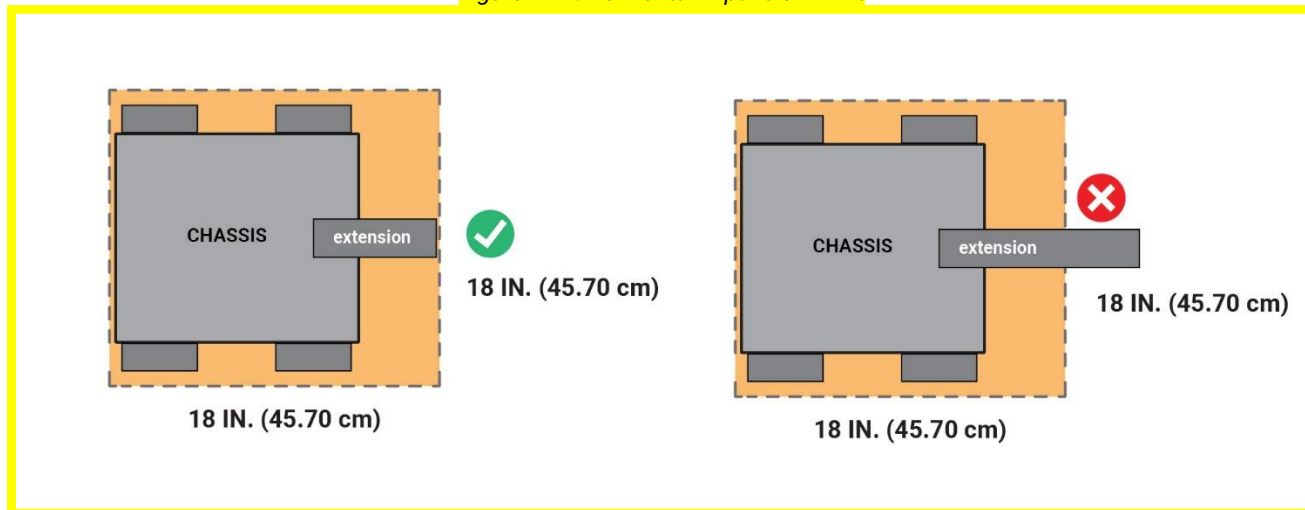 CHASSIS
extension
18 IN. (45.70 cm)
18 IN. (45.70 cm)
CHASSIS
extension
18 IN. (45.70 cm)
18 IN. (45.70 cm)